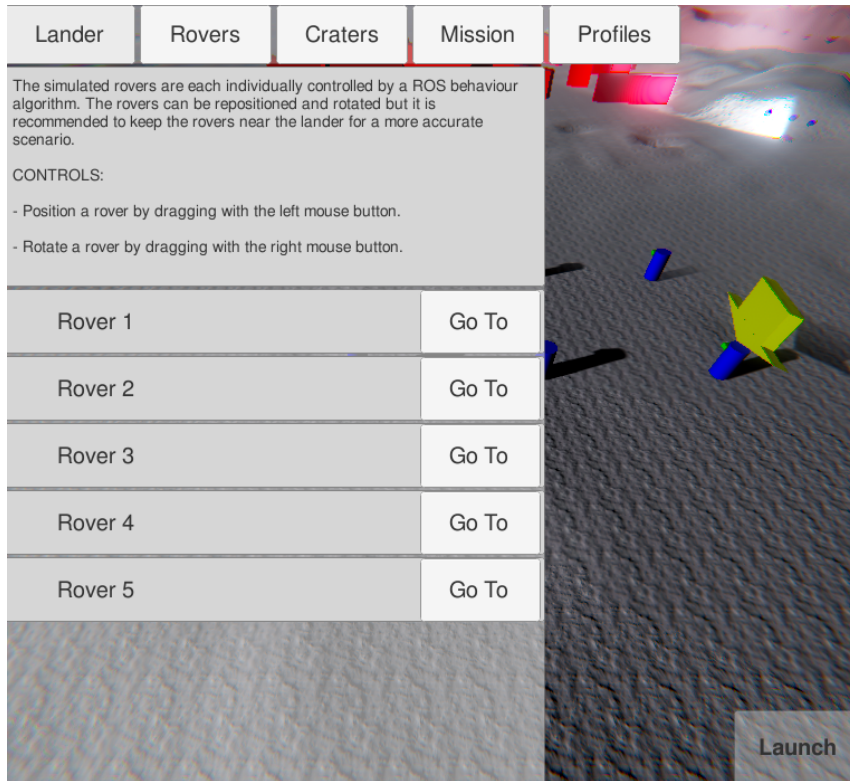 Lander Rovers Craters Mission Profiles
The simulated rovers are each individually controlled by a ROS behaviour
algorithm. The rovers can be repositioned and rotated but it is
recommended to keep the rovers near the lander for a more accurate
scenario.
CONTROLS:
- Position a rover by dragging with the left mouse button.
- Rotate a rover by dragging with the right mouse button.
Rover 1 Go To
Rover 2 Go To
Rover 3 Go To
Rover 4 Go To
Rover 5 Go To
Launch